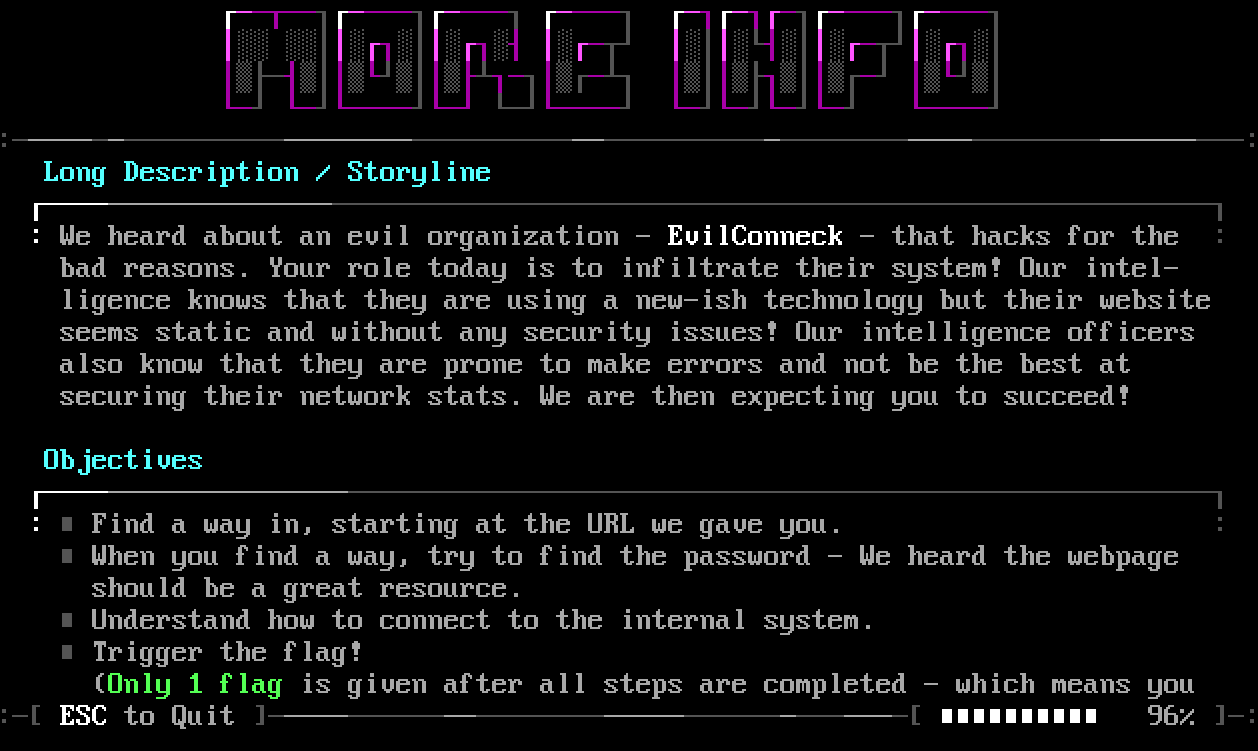 MORE INFO
Long Description / Storyline
We heard about an evil organization - EvilConneck - that hacks for the
bad reasons. Your role today is to infiltrate their system! Our intel-
ligence knows that they are using a new-ish technology but their website
seems static and without any security issues! Our intelligence officers
also know that they are prone to make errors and not be the best at
securing their network stats. We are then expecting you to succeed!
Objectives
Find a way in, starting at the URL we gave you.
When you find a way, try to find the password - We heard the webpage
should be a great resource.
Understand how to connect to the internal system.
Trigger the flag!
(Only 1 flag is given after all steps are completed - which means you
[ ESC to Quit ] [ 96% ]